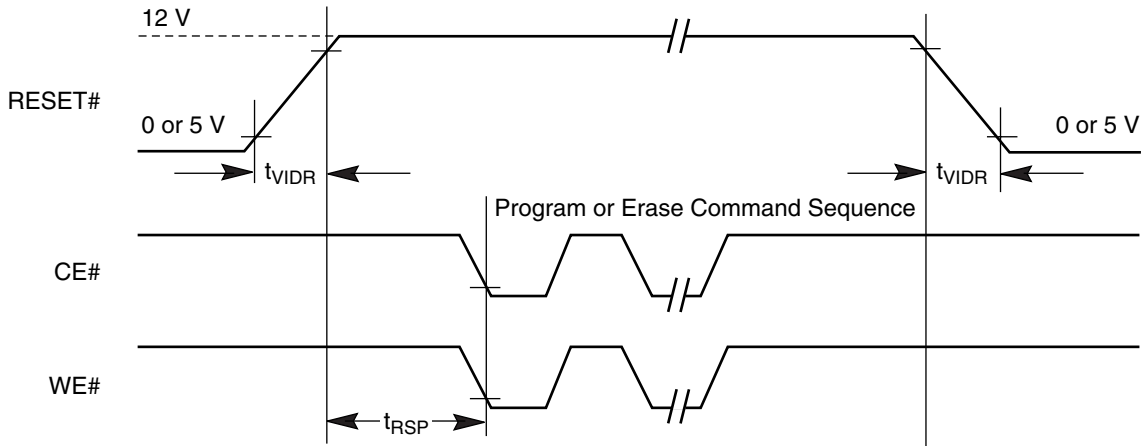 12 V
RESET#
0 or 5 V
0 or 5 V
tVIDR
tVIDR
Program or Erase Command Sequence
CE#
WE#
tRSP